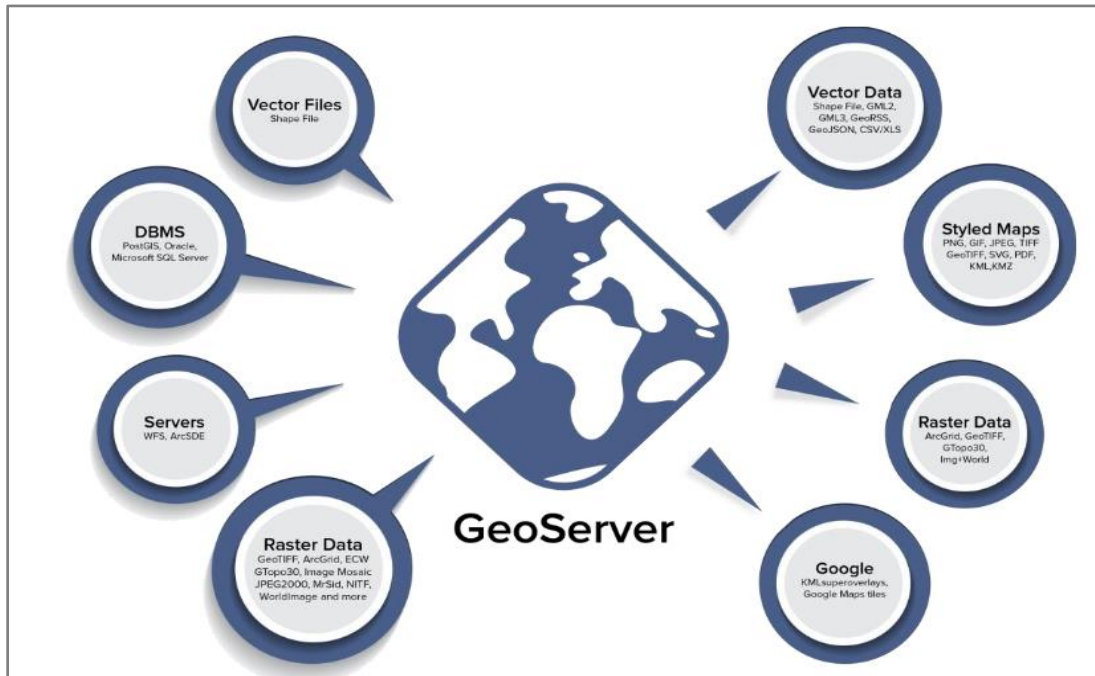 Vector Files
Shape File
DBMS
PostGIS, Oracle,
Microsoft SQL Server
Servers
WFS, ArcSDE
Raster Data
GeoTIFF, ArcGrid, ECW
GTopo30, Image Mosaic
JPEG2000, MrSid, NITF,
WorldImage and more
GeoServer
Vector Data
Shape File, GML2,
GML3, GeoRSS,
GeoJSON, CSV/XLS
Styled Maps
PNG, GIF, JPEG, TIFF
GeoTIFF, SVG, PDF,
KML,KMZ
Raster Data
ArcGrid, GeoTIFF,
GTopo30,
Img+World
Google
KMLsuperoverlays,
Google Maps tiles